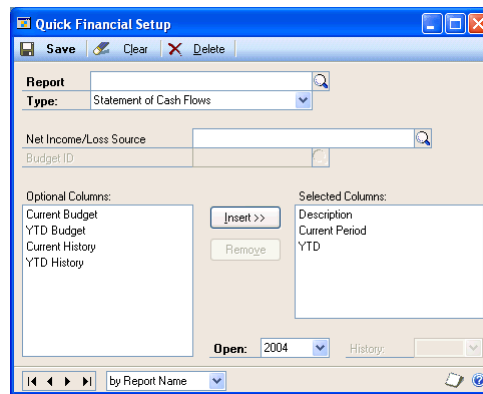 Quick Financial Setup
Save Clear Delete
Report
Type: Statement of Cash Flows
Net Income/Loss Source
Budget ID
Optional Columns: Selected Columns:
Current Budget Insert >> Description
YTD Budget Current Period
Current History Remove YTD
YTD History
Open: 2004 History:
by Report Name